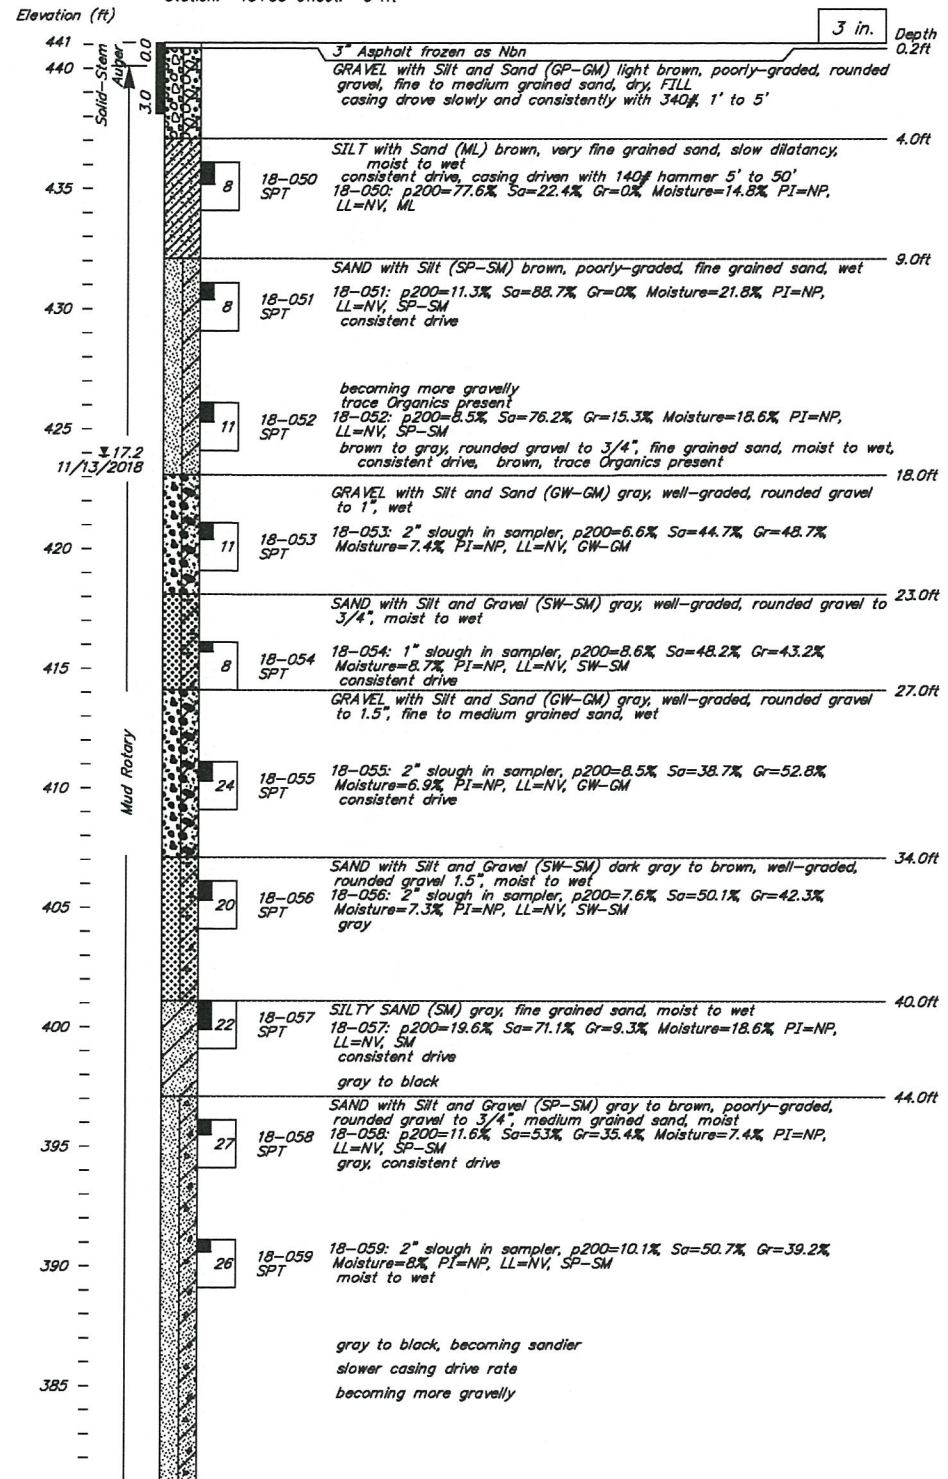 Elevation (ft)
3 in.
Depth
441
0.0
0.2ft
3" Asphalt frozen as Nbn
440
Solid-Stem
Auger
3.0
GRAVEL with Silt and Sand (GP-GM) light brown, poorly-graded, rounded
gravel, fine to medium grained sand, dry, FILL
casing drove slowly and consistently with 340#, 1' to 5'
4.0ft
SILT with Sand (ML) brown, very fine grained sand, slow dilatancy,
moist to wet
consistent drive, casing driven with 140# hammer 5' to 50'
435
8
18-050
SPT
18-050: p200=77.6% Sa=22.4% Gr=0% Moisture=14.8% PI=NP,
LL=NV, ML
9.0ft
SAND with Silt (SP-SM) brown, poorly-graded, fine grained sand, wet
430
8
18-051
SPT
18-051: p200=11.3% Sa=88.7% Gr=0% Moisture=21.8% PI=NP,
LL=NV, SP-SM
consistent drive
becoming more gravelly
trace Organics present
425
11
18-052
SPT
18-052: p200=8.5% Sa=76.2% Gr=15.3% Moisture=18.6% PI=NP,
LL=NV, SP-SM
brown to gray, rounded gravel to 3/4", fine grained sand, moist to wet,
consistent drive, brown, trace Organics present
17.2
11/13/2018
18.0ft
GRAVEL with Silt and Sand (GW-GM) gray, well-graded, rounded gravel
to 1", wet
420
11
18-053
SPT
18-053: 2" slough in sampler, p200=6.6% Sa=44.7% Gr=48.7%
Moisture=7.4% PI=NP, LL=NV, GW-GM
23.0ft
SAND with Silt and Gravel (SW-SM) gray, well-graded, rounded gravel to
3/4", moist to wet
415
8
18-054
SPT
18-054: 1" slough in sampler, p200=8.6% Sa=48.2% Gr=43.2%
Moisture=8.7% PI=NP, LL=NV, SW-SM
consistent drive
27.0ft
GRAVEL with Silt and Sand (GW-GM) gray, well-graded, rounded gravel
to 1.5", fine to medium grained sand, wet
Mud Rotary
410
24
18-055
SPT
18-055: 2" slough in sampler, p200=8.5% Sa=38.7% Gr=52.8%
Moisture=6.9% PI=NP, LL=NV, GW-GM
consistent drive
34.0ft
SAND with Silt and Gravel (SW-SM) dark gray to brown, well-graded,
rounded gravel 1.5", moist to wet
405
20
18-056
SPT
18-056: 2" slough in sampler, p200=7.6% Sa=50.1% Gr=42.3%
Moisture=7.3% PI=NP, LL=NV, SW-SM
gray
40.0ft
SILTY SAND (SM) gray, fine grained sand, moist to wet
400
22
18-057
SPT
18-057: p200=19.6% Sa=71.1% Gr=9.3% Moisture=18.6% PI=NP,
LL=NV, SM
consistent drive
gray to black
44.0ft
SAND with Silt and Gravel (SP-SM) gray to brown, poorly-graded,
rounded gravel to 3/4", medium grained sand, moist
395
27
18-058
SPT
18-058: p200=11.6% Sa=53% Gr=35.4% Moisture=7.4% PI=NP,
LL=NV, SP-SM
gray, consistent drive
390
26
18-059
SPT
18-059: 2" slough in sampler, p200=10.1% Sa=50.7% Gr=39.2%
Moisture=8% PI=NP, LL=NV, SP-SM
moist to wet
gray to black, becoming sandier
slower casing drive rate
385
becoming more gravelly